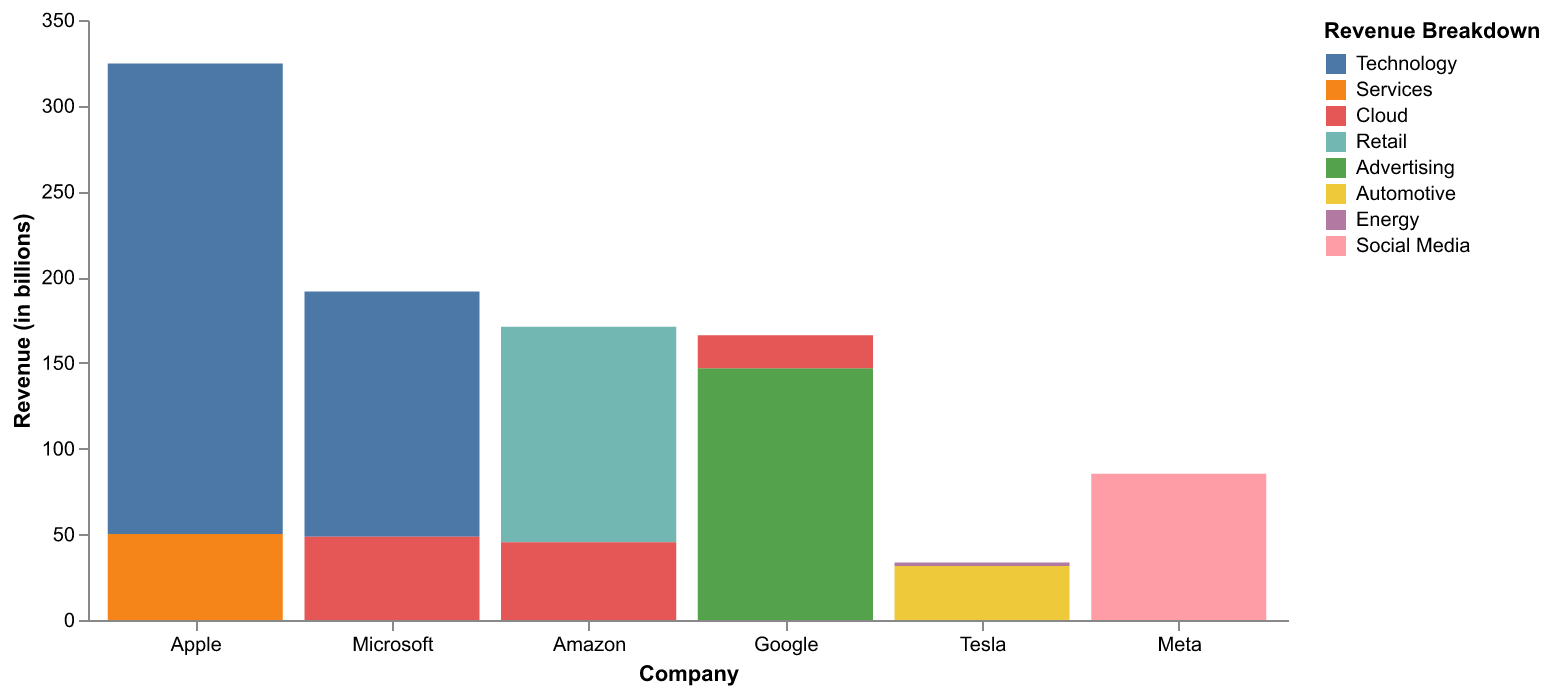 Revenue (in billions)
350
300
250
200
150
100
50
0
Apple
Microsoft
Amazon
Google
Tesla
Meta
Company
Revenue Breakdown
Technology
Services
Cloud
Retail
Advertising
Automotive
Energy
Social Media